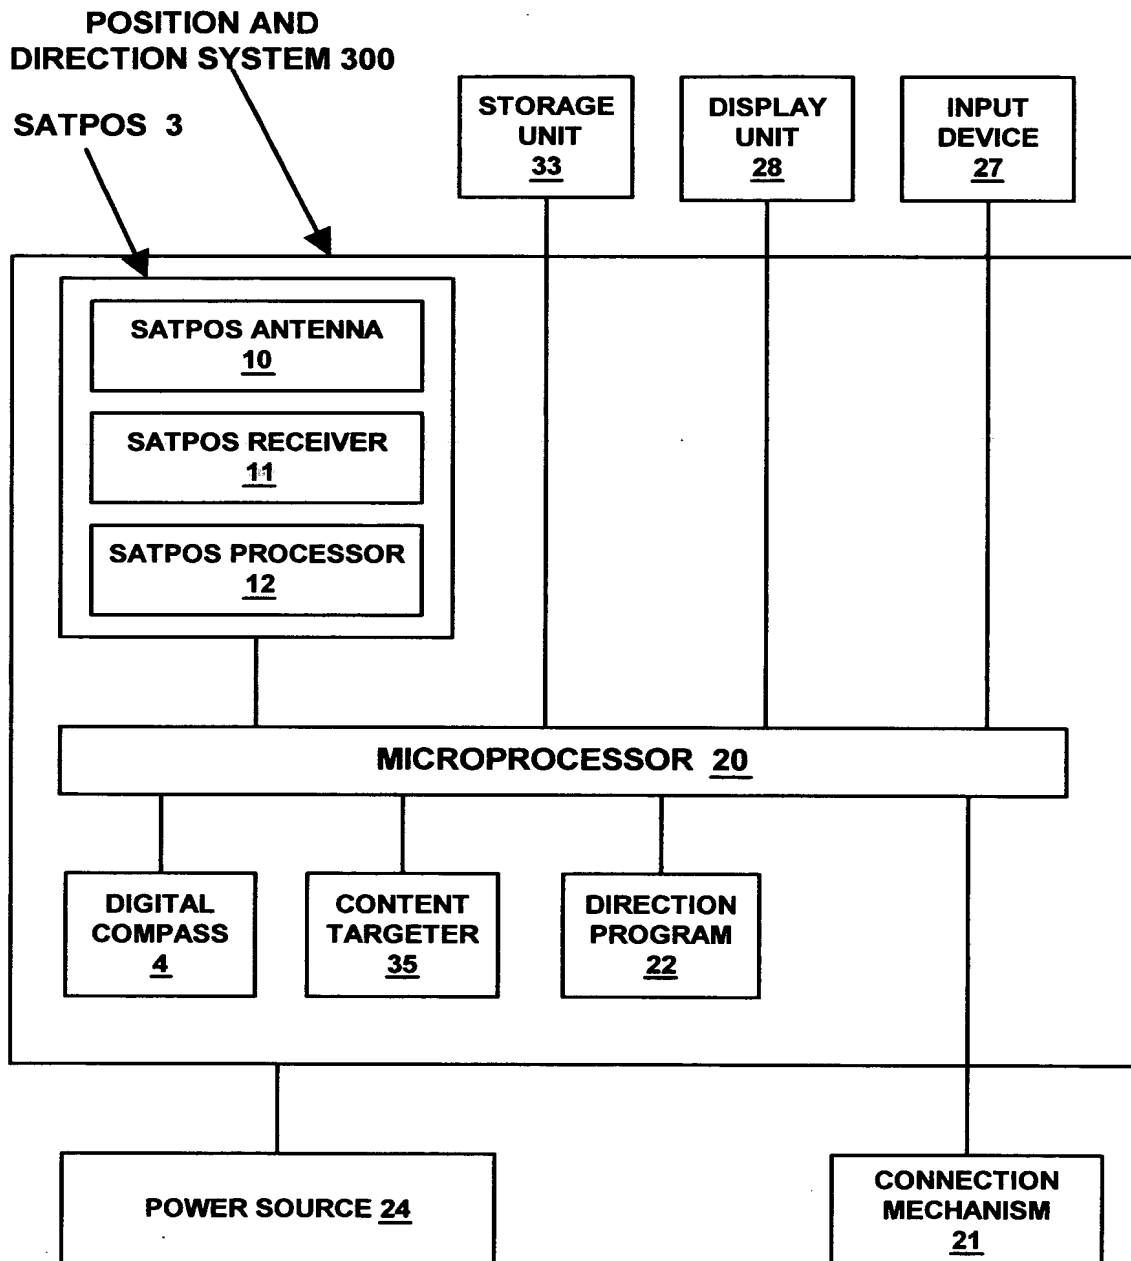 POSITION AND
DIRECTION SYSTEM 300
SATPOS 3
STORAGE
UNIT
33
DISPLAY
UNIT
28
INPUT
DEVICE
27
SATPOS ANTENNA
10
SATPOS RECEIVER
11
SATPOS PROCESSOR
12
MICROPROCESSOR 20
DIGITAL
COMPASS
4
CONTENT
TARGETER
35
DIRECTION
PROGRAM
22
POWER SOURCE 24
CONNECTION
MECHANISM
21